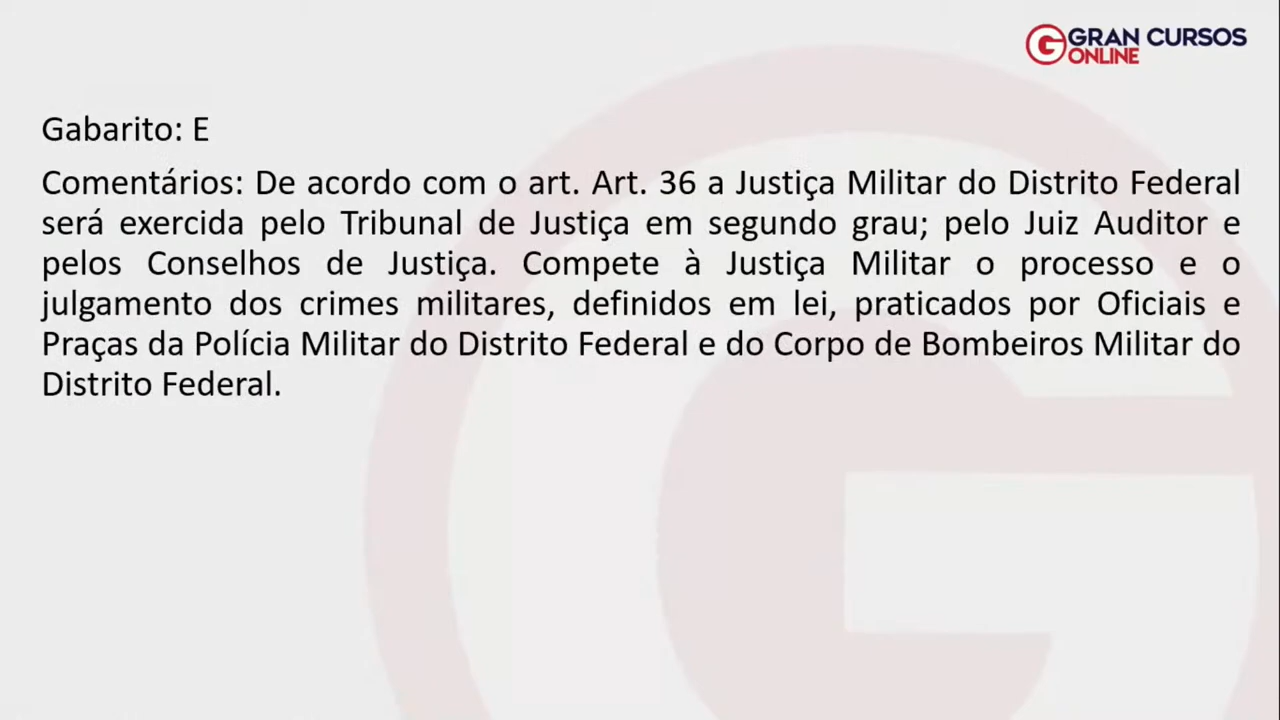 GRAN CURSOS
ONLINE
Gabarito: E
Comentários: De acordo com o art. Art. 36 a Justiça Militar do Distrito Federal
será exercida pelo Tribunal de Justiça em segundo grau; pelo Juiz Auditor e
pelos Conselhos de Justiça. Compete à Justiça Militar o processo e o
julgamento dos crimes militares, definidos em lei, praticados por Oficiais e
Praças da Polícia Militar do Distrito Federal e do Corpo de Bombeiros Militar do
Distrito Federal.